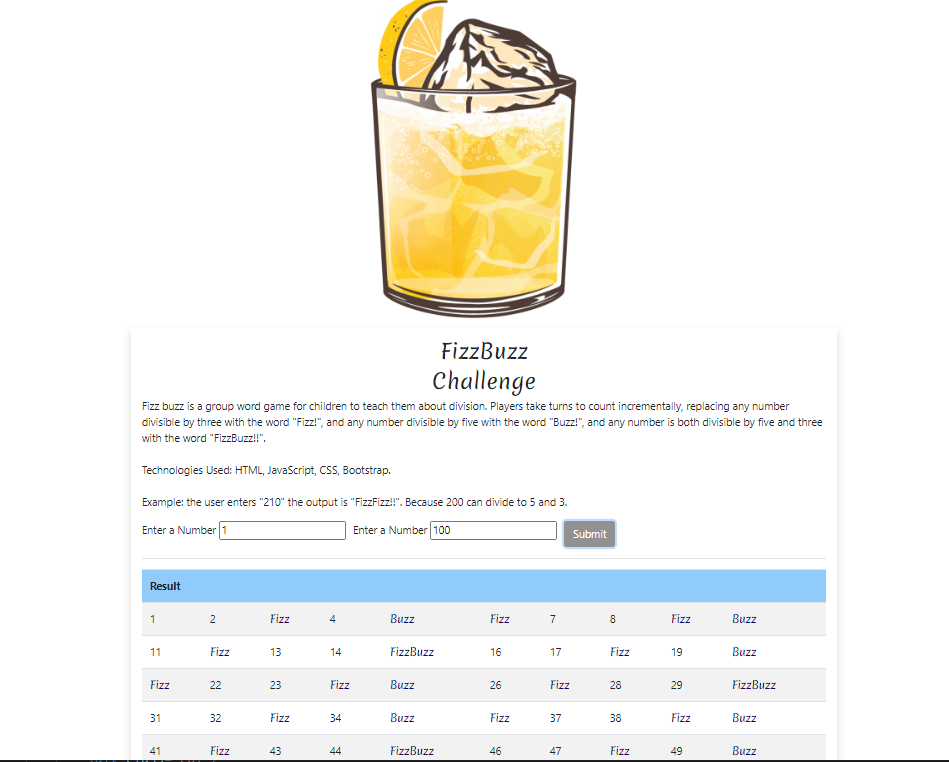 FizzBuzz
Challenge
Fizz buzz is a group word game for children to teach them about division. Players take turns to count incrementally, replacing any number
divisible by three with the word "Fizz!", and any number divisible by five with the word "Buzz!", and any number is both divisible by five and three
with the word "FizzBuzz!!".
Technologies Used: HTML, JavaScript, CSS, Bootstrap.
Example: the user enters "210" the output is "FizzFizz!!". Because 200 can divide to 5 and 3.
Enter a Number 1 Enter a Number 100 Submit
Result
1 2 Fizz 4 Buzz Fizz 7 8 Fizz Buzz
11 Fizz 13 14 FizzBuzz 16 17 Fizz 19 Buzz
Fizz 22 23 Fizz Buzz 26 Fizz 28 29 FizzBuzz
31 32 Fizz 34 Buzz Fizz 37 38 Fizz Buzz
41 Fizz 43 44 FizzBuzz 46 47 Fizz 49 Buzz